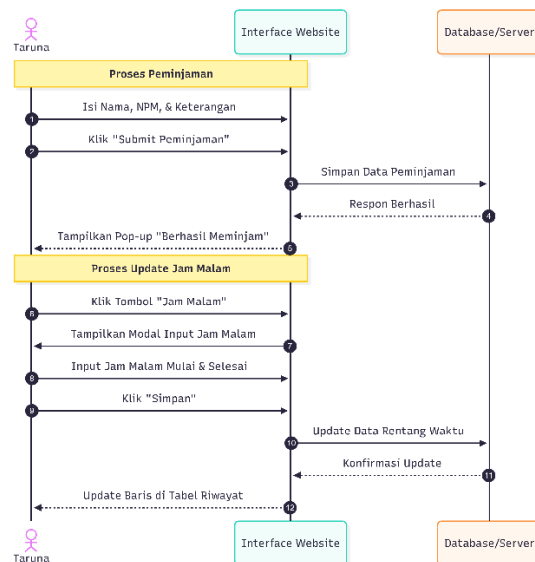 Taruna
Interface Website
Database/Server
Proses Peminjaman
Isi Nama, NPM, & Keterangan
1
Klik "Submit Peminjaman"
2
Simpan Data Peminjaman
3
Respon Berhasil
4
Tampilkan Pop-up "Berhasil Meminjam"
5
Proses Update Jam Malam
Klik Tombol "Jam Malam"
6
Tampilkan Modal Input Jam Malam
7
Input Jam Malam Mulai & Selesai
8
Klik "Simpan"
9
Update Data Rentang Waktu
10
Konfirmasi Update
11
Update Baris di Tabel Riwayat
12
Taruna
Interface Website
Database/Server